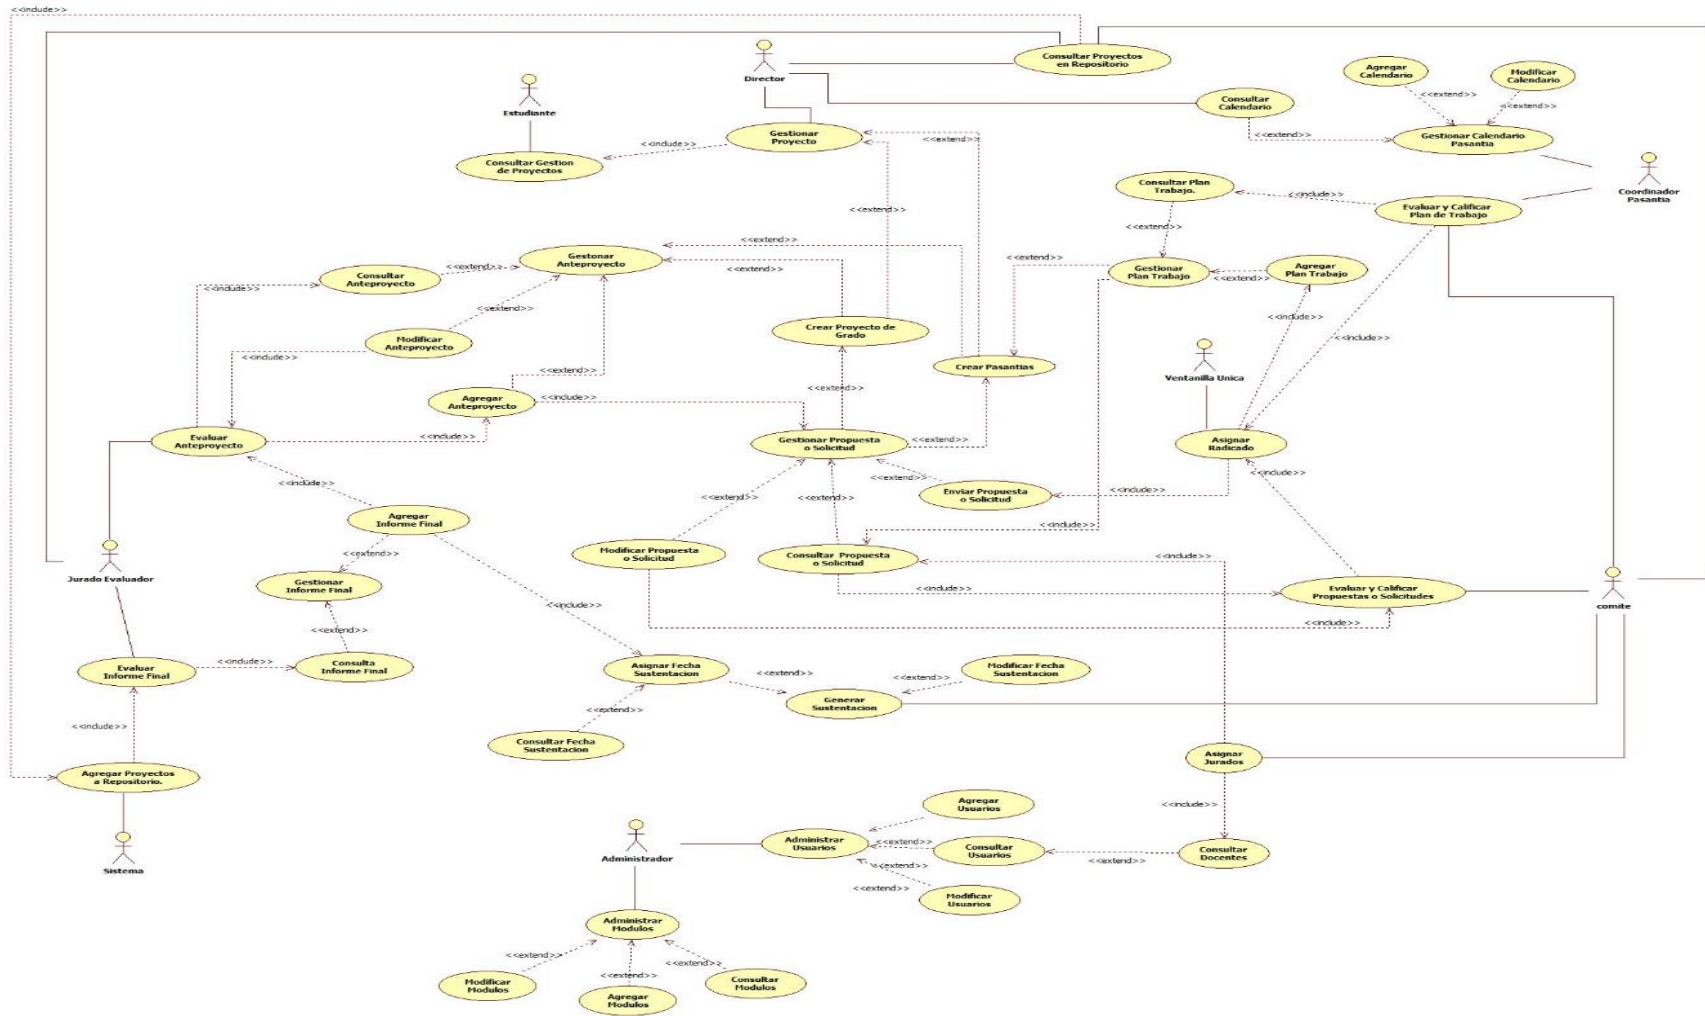 <<include>>
Consultar Proyectos
en Repositorio
Director
Agregar
Calendario
Modificar
Calendario
<<extend>>
<<extend>>
Consultar
Calendario
Estudiante
Gestionar
Proyecto
<<extend>>
<<extend>>
Gestionar Calendario
Pasantia
<<include>>
Consultar Gestion
de Proyectos
Coordinador
Pasantia
Consultar Plan
Trabajo.
<<include>>
Evaluar y Calificar
Plan de Trabajo
<<extend>>
<<extend>>
<<extend>>
Gestonar
Anteproyecto
<<extend>>
<<extend>>
<<extend>>
Consultar
Anteproyecto
<<include>>
Gestionar
Plan Trabajo
<<extend>>
Agregar
Plan Trabajo
<<extend>>
<<include>>
Crear Proyecto de
Grado
Modificar
Anteproyecto
<<include>>
<<include>>
<<extend>>
Crear Pasantias
Ventanilla Unica
<<extend>>
Agregar
Anteproyecto
<<include>>
Evaluar
Anteproyecto
<<include>>
Gestionar Propuesta
o Solicitud
<<extend>>
Asignar
Radicado
<<extend>>
<<include>>
Enviar Propuesta
o Solicitud
<<include>>
<<include>>
<<extend>>
<<extend>>
Agregar
Informe Final
<<include>>
<<extend>>
Modificar Propuesta
o Solicitud
Consultar Propuesta
o Solicitud
<<include>>
Jurado Evaluador
Gestionar
Informe Final
<<include>>
<<include>>
Evaluar y Calificar
Propuestas o Solicitudes
comite
<<extend>>
<<include>>
Evaluar
Informe Final
<<include>>
Consulta
Informe Final
Asignar Fecha
Sustentacion
<<extend>>
<<extend>>
Modificar Fecha
Sustentacion
Generar
Sustentacion
<<extend>>
<<include>>
Consultar Fecha
Sustentacion
Asignar
Jurados
Agregar Proyectos
a Repositorio.
<<include>>
Agregar
Usuarios
Administrador
Administrar
Usuarios
<<extend>>
Consultar
Usuarios
<<extend>>
Consultar
Docentes
Sistema
<<extend>>
<<extend>>
Modificar
Usuarios
Administrar
Modulos
<<extend>>
<<extend>>
<<extend>>
Modificar
Modulos
Agregar
Modulos
Consultar
Modulos